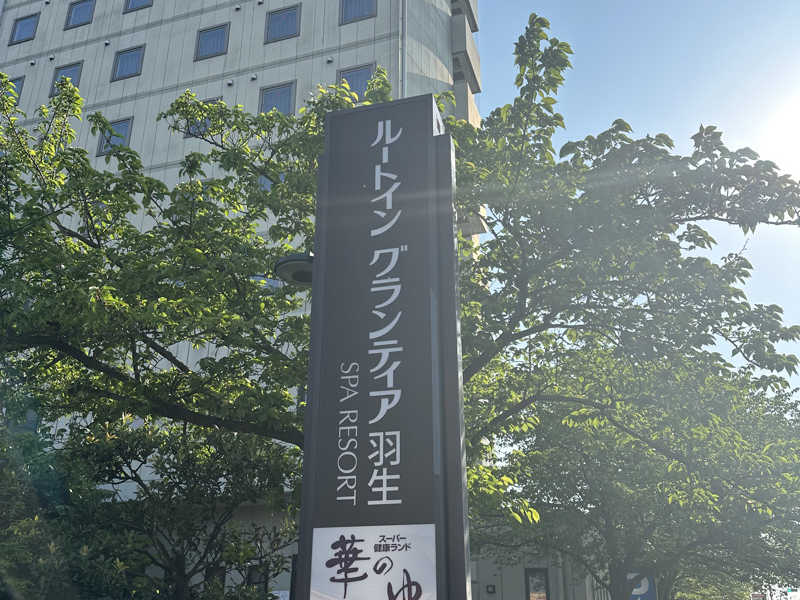 ルートイン グランティア 羽生
SPA RESORT
スーパー
健康ランド
華のゆ